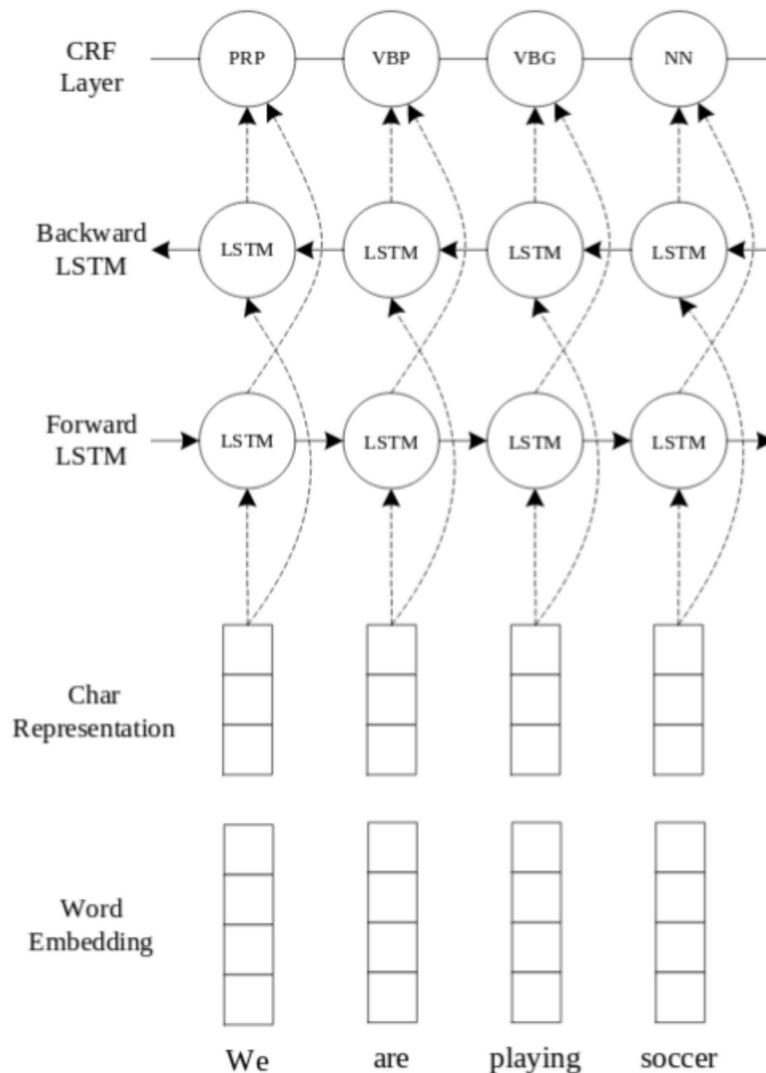 CRF
Layer
PRP VBP VBG NN
Backward
LSTM
LSTM LSTM LSTM LSTM
Forward
LSTM
LSTM LSTM LSTM LSTM
Char
Representation
Word
Embedding
We are playing soccer